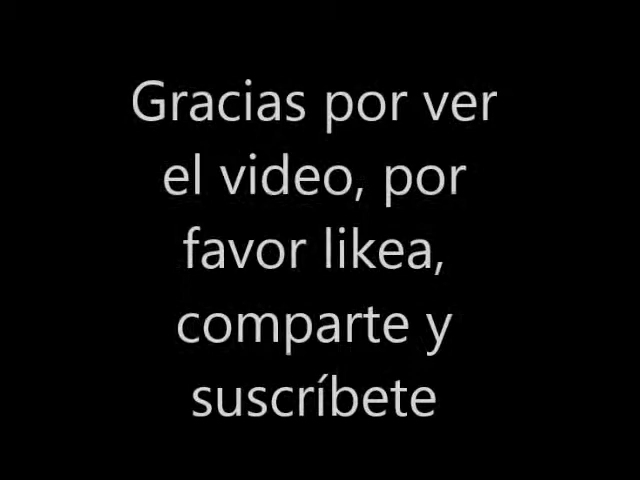 Gracias por ver
el video, por
favor likea,
comparte y
suscríbete